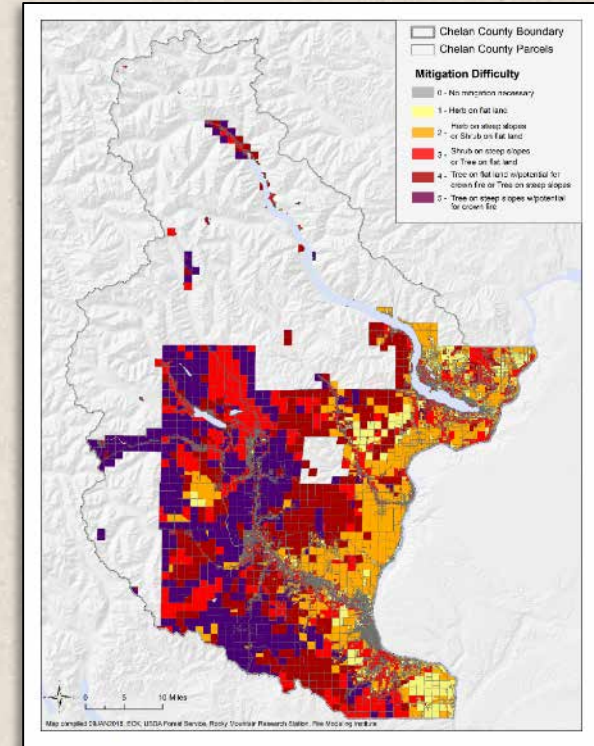 Chelan County Boundary
Chelan County Parcels
Mitigation Difficulty
0 - No mitigation necessary
1 - Herb on flat land
2 - Herb on steep slopes
or Shrub on flat land
3 - Shrub on steep slopes
or Tree on flat land
4 - Tree on flat land w/potential for
crown fire or Tree on steep slopes
5 - Tree on steep slopes w/potential
for crown fire
0 5 10 Miles
Map compiled USDA Forest Service, Rocky Mountain Research Station, Fire Modeling Institute